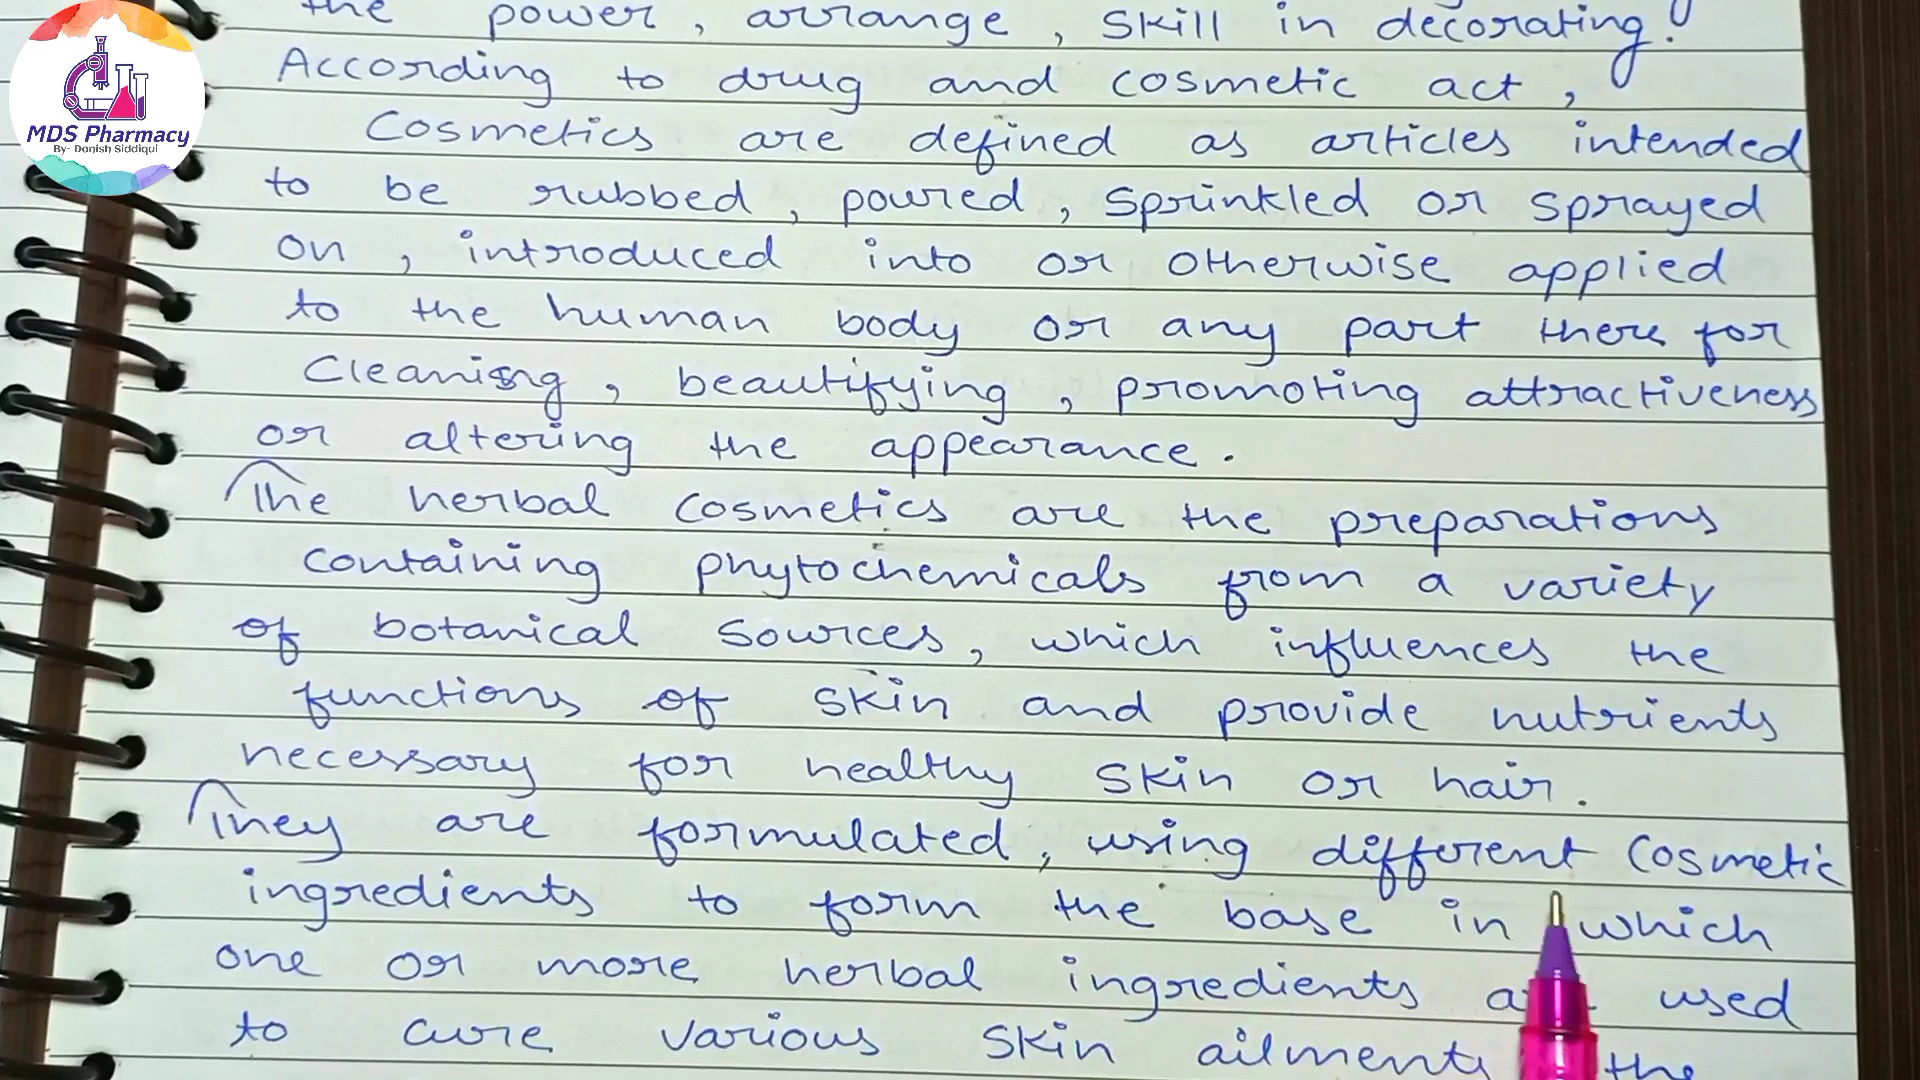 MDS Pharmacy
By- Danish Siddiqui
the power, arrange, skill in decorating!
According to drug and cosmetic act,
Cosmetics are defined as articles intended
to be rubbed, poured, sprinkled or sprayed
on, introduced into or otherwise applied
to the human body or any part there for
Cleanisng, beautifying, promoting attractiveness
or altering the appearance.
The herbal cosmetics are the preparations
containing phytochemicals from a variety
of botanical sources, which influences the
functions of skin and provide nutrients
necessary for healthy skin or hair.
They are formulated, using different cosmetic
ingredients to form the base in which
one or more herbal ingredients used
to cure various skin ailments the